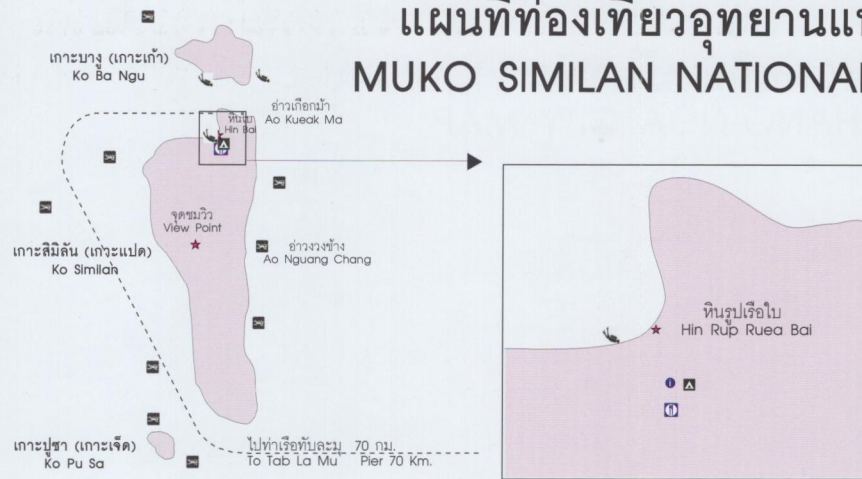 แผนที่ท่องเที่ยวอุทยานแห
MUKO SIMILAN NATIONAL
เกาะบางู (เกาะเก้า)
Ko Ba Ngu
อ่าวเกือกม้า
Ao Kueak Ma
หินใบ
Hin Bai
จุดชมวิว
View Point
เกาะสิมิลัน (เกาะแปด)
Ko Similan
อ่าวงวงช้าง
Ao Nguang Chang
หินรูปเรือใบ
Hin Rup Ruea Bai
เกาะปูซา (เกาะเจ็ด)
Ko Pu Sa
ไปท่าเรือทับละมุ 70 กม.
To Tab La Mu Pier 70 Km.